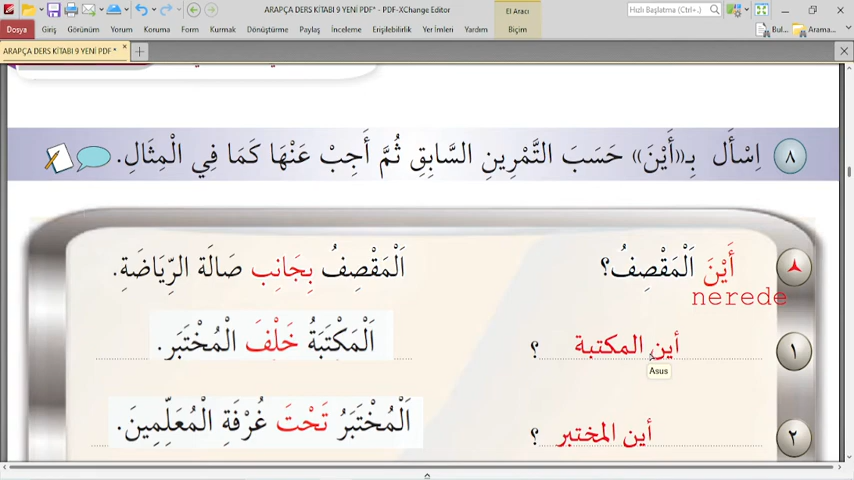 ARAPÇA DERS KİTABI 9 YENİ PDF* - PDF-XChange Editor
El Aracı
Hızlı Başlatma (Ctrl+.)
Dosya Giriş Görünüm Yorum Koruma Form Kurmak Dönüştürme Paylaş İnceleme Erişilebilirlik Yer İmleri Yardım Biçim Bul... Arama...
ARAPÇA DERS KİTABI 9 YENİ PDF *
٨ اِسْأَل بِـ«أَيْنَ» حَسَبَ التَّمْرِينِ السَّابِقِ ثُمَّ أَجِبْ عَنْهَا كَمَا فِي الْمِثَالِ.
أَيْنَ اَلْمَقْصِفُ؟ اَلْمَقْصِفُ بِجَانِبِ صَالَة الرِّيَاضَةِ.
nerede
١ أين المكتبة ؟ اَلْمَكْتَبَةُ خَلْفَ الْمُخْتَبَرِ.
Asus
٢ أين المختبر ؟ اَلْمُخْتَبَرُ تَحْتَ غُرْفَةِ الْمُعَلِّمِينَ.